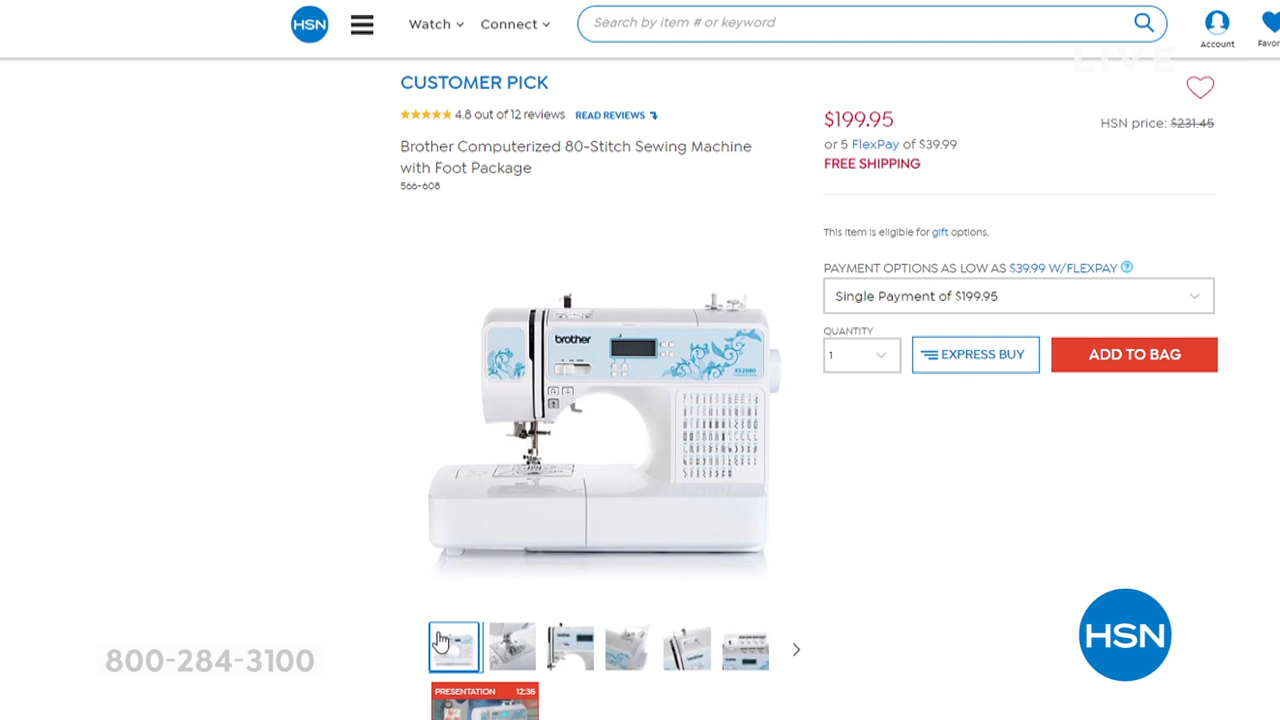 HSN
Watch
Connect
Search by item # or keyword
Account
Favor
LIVE
CUSTOMER PICK
4.8 out of 12 reviews READ REVIEWS
Brother Computerized 80-Stitch Sewing Machine
with Foot Package
566-608
$199.95
HSN price: $231.45
or 5 FlexPay of $39.99
FREE SHIPPING
This item is eligible for gift options.
PAYMENT OPTIONS AS LOW AS $39.99 W/FLEXPAY ?
Single Payment of $199.95
QUANTITY
1
EXPRESS BUY
ADD TO BAG
brother
HSN
800-284-3100
PRESENTATION 12:36